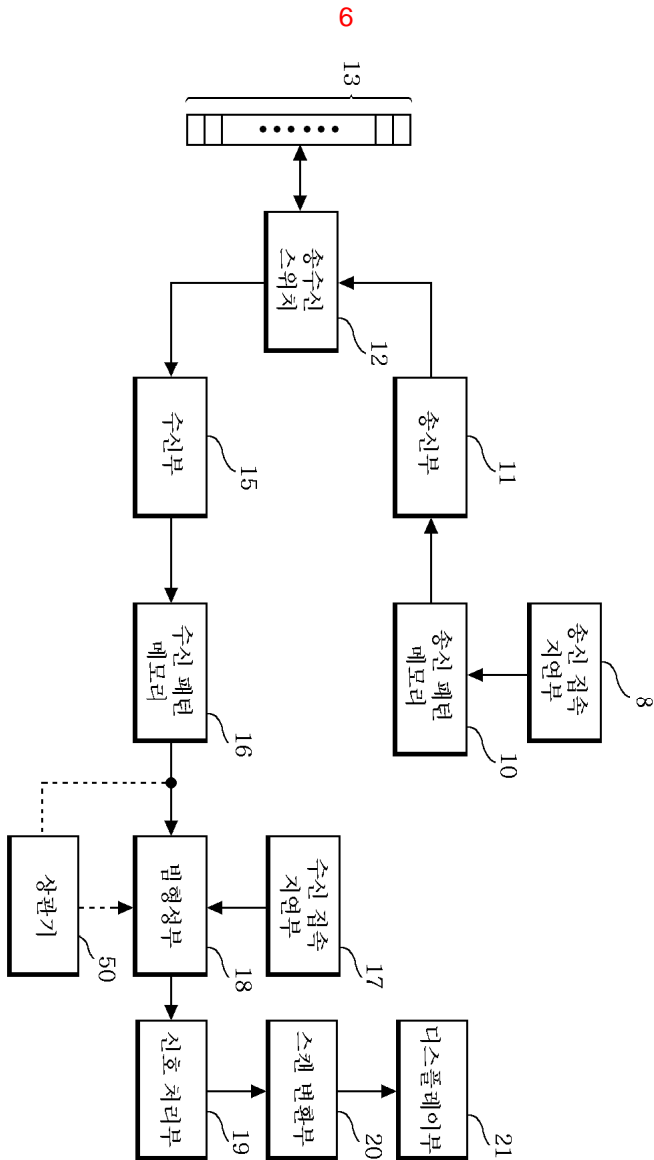 6
13
송수신
스위치
12
송신부
11
수신부
15
송신 집속
지연부
8
송신 패턴
메모리
10
수신 패턴
메모리
16
수신 집속
지연부
17
빔형성부
18
상관기
50
신호 처리부
19
스캔 변환부
20
디스플레이부
21